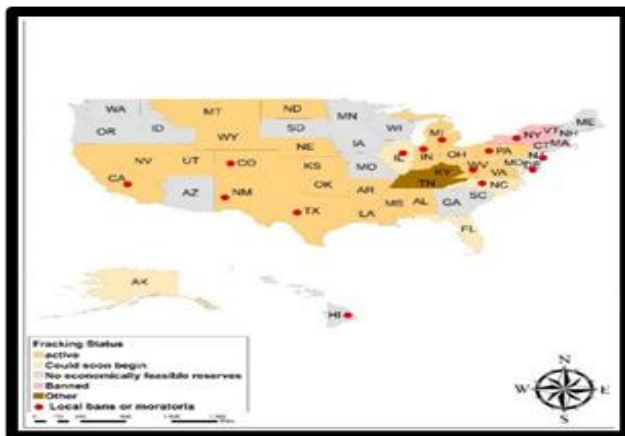 WA
MT
ND
MN
ME
OR
ID
SD
WI
MI
NY
VT
NH
WY
IA
NE
CT
MA
NV
UT
CO
IL
IN
OH
PA
NJ
CA
KS
MO
KY
WV
VA
OK
TN
NC
AZ
NM
AR
SC
TX
LA
MS
AL
GA
FL
AK
HI
Fracking Status
active
Could soon begin
No economically feasible reserves
Banned
Other
Local bans or moratoria
N
W
E
S